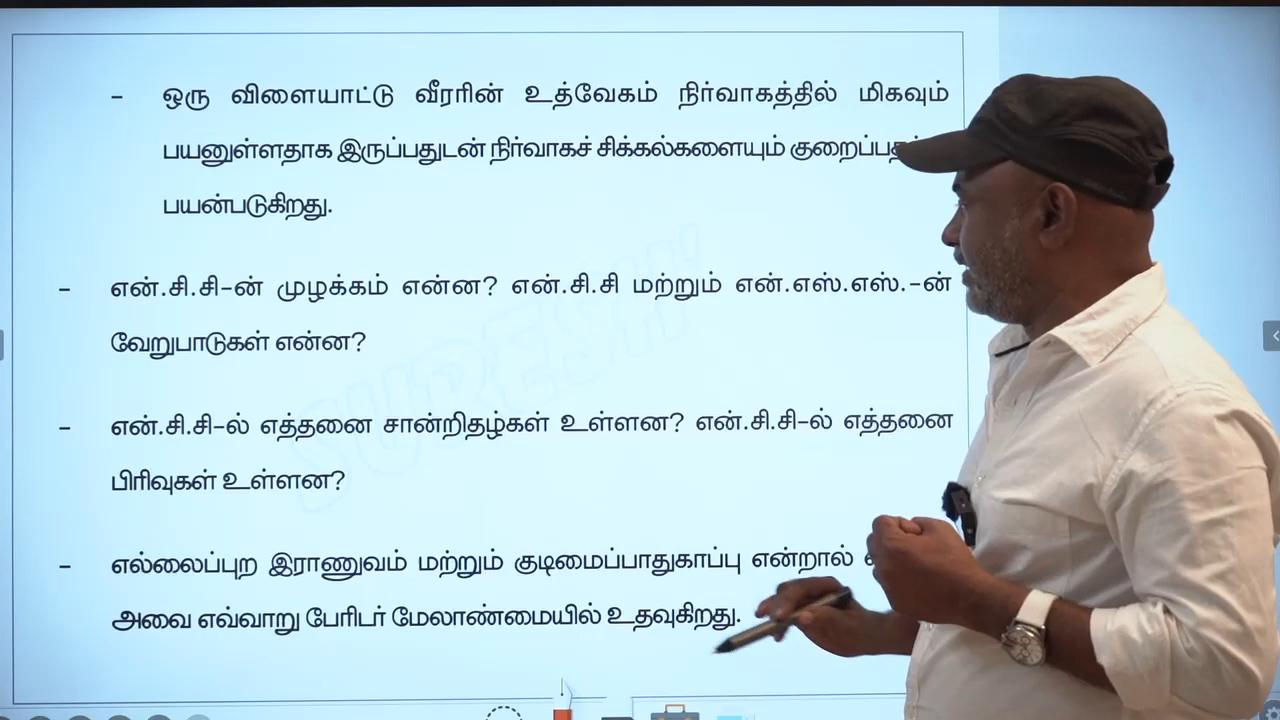 - ஒரு விளையாட்டு வீரரின் உத்வேகம் நிர்வாகத்தில் மிகவும்
பயனுள்ளதாக இருப்பதுடன் நிர்வாகச் சிக்கல்களையும்
பயன்படுகிறது.
- என்.சி.சி-ன் முழக்கம் என்ன? என்.சி.சி மற்றும் என்.எஸ்.எஸ்.-ன்
வேறுபாடுகள் என்ன?
- என்.சி.சி-ல் எத்தனை சான்றிதழ்கள் உள்ளன? என்.சி.சி-ல் எத்தனை
பிரிவுகள் உள்ளன?
- எல்லைப்புற இராணுவம் மற்றும் குடிமைப்பாதுகாப்பு என்றால்
அவை எவ்வாறு பேரிடர் மேலாண்மையில் உதவுகிறது.
SURESH'